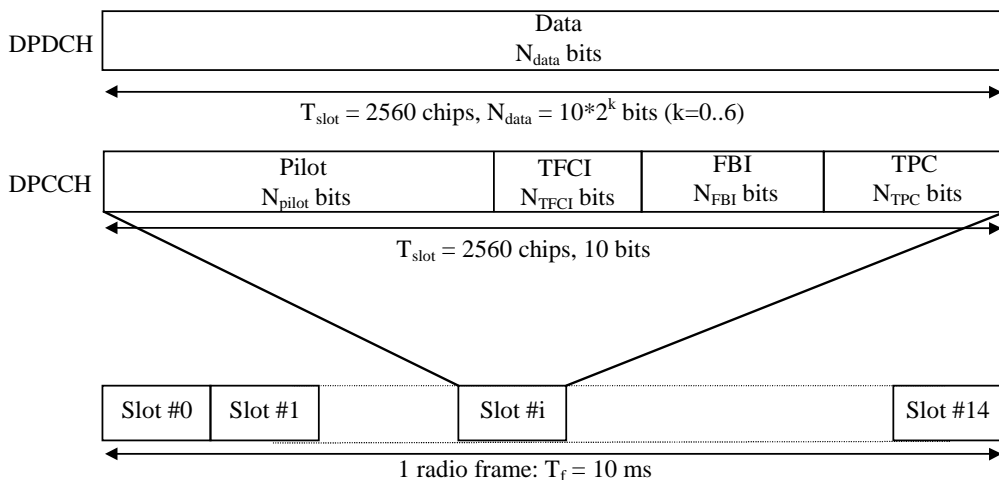 Data
DPDCH
N_data bits
T_slot = 2560 chips, N_data = 10*2^k bits (k=0..6)
Pilot TFCI FBI TPC
DPCCH
N_pilot bits N_TFCI bits N_FBI bits N_TPC bits
T_slot = 2560 chips, 10 bits
Slot #0 Slot #1 Slot #i Slot #14
1 radio frame: T_f = 10 ms